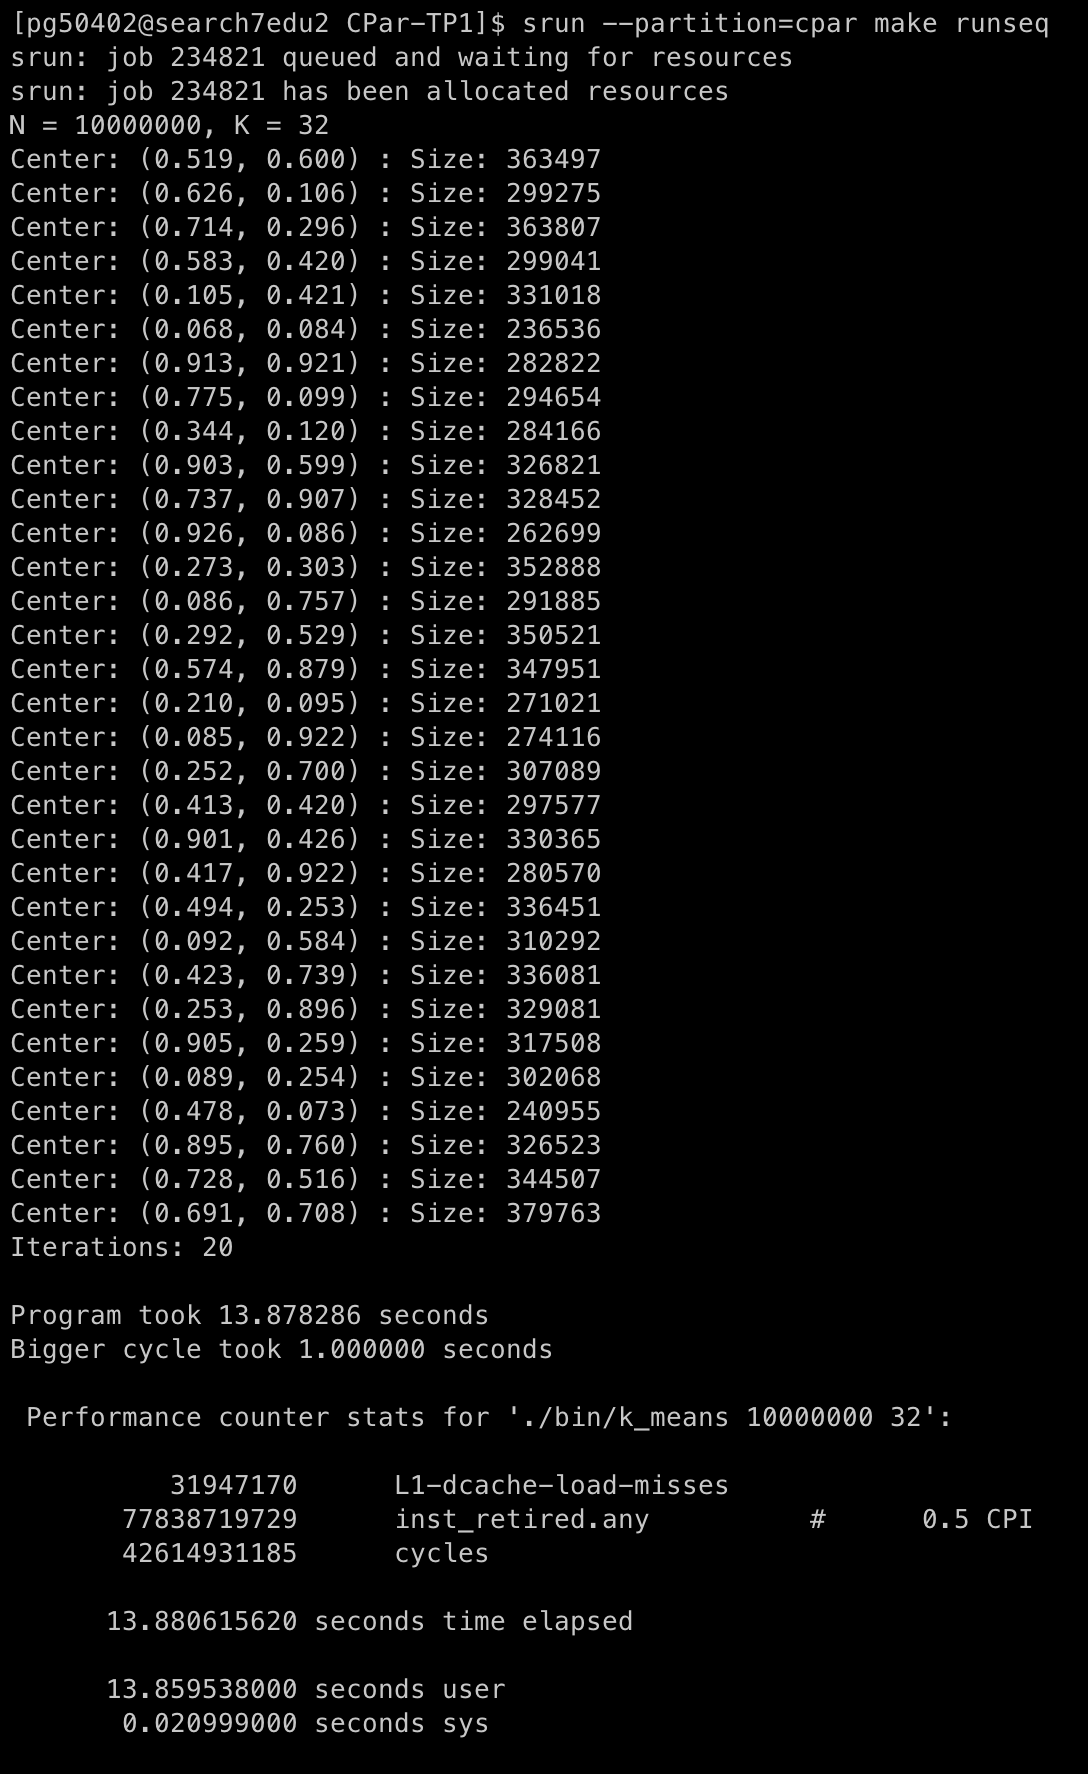 [pg50402@search7edu2 CPar-TP1]$ srun --partition=cpar make runseq
srun: job 234821 queued and waiting for resources
srun: job 234821 has been allocated resources
N = 10000000, K = 32
Center: (0.519, 0.600) : Size: 363497
Center: (0.626, 0.106) : Size: 299275
Center: (0.714, 0.296) : Size: 363807
Center: (0.583, 0.420) : Size: 299041
Center: (0.105, 0.421) : Size: 331018
Center: (0.068, 0.084) : Size: 236536
Center: (0.913, 0.921) : Size: 282822
Center: (0.775, 0.099) : Size: 294654
Center: (0.344, 0.120) : Size: 284166
Center: (0.903, 0.599) : Size: 326821
Center: (0.737, 0.907) : Size: 328452
Center: (0.926, 0.086) : Size: 262699
Center: (0.273, 0.303) : Size: 352888
Center: (0.086, 0.757) : Size: 291885
Center: (0.292, 0.529) : Size: 350521
Center: (0.574, 0.879) : Size: 347951
Center: (0.210, 0.095) : Size: 271021
Center: (0.085, 0.922) : Size: 274116
Center: (0.252, 0.700) : Size: 307089
Center: (0.413, 0.420) : Size: 297577
Center: (0.901, 0.426) : Size: 330365
Center: (0.417, 0.922) : Size: 280570
Center: (0.494, 0.253) : Size: 336451
Center: (0.092, 0.584) : Size: 310292
Center: (0.423, 0.739) : Size: 336081
Center: (0.253, 0.896) : Size: 329081
Center: (0.905, 0.259) : Size: 317508
Center: (0.089, 0.254) : Size: 302068
Center: (0.478, 0.073) : Size: 240955
Center: (0.895, 0.760) : Size: 326523
Center: (0.728, 0.516) : Size: 344507
Center: (0.691, 0.708) : Size: 379763
Iterations: 20

Program took 13.878286 seconds
Bigger cycle took 1.000000 seconds

 Performance counter stats for './bin/k_means 10000000 32':

          31947170      L1-dcache-load-misses
       77838719729      inst_retired.any          #      0.5 CPI
       42614931185      cycles

      13.880615620 seconds time elapsed

      13.859538000 seconds user
       0.020999000 seconds sys